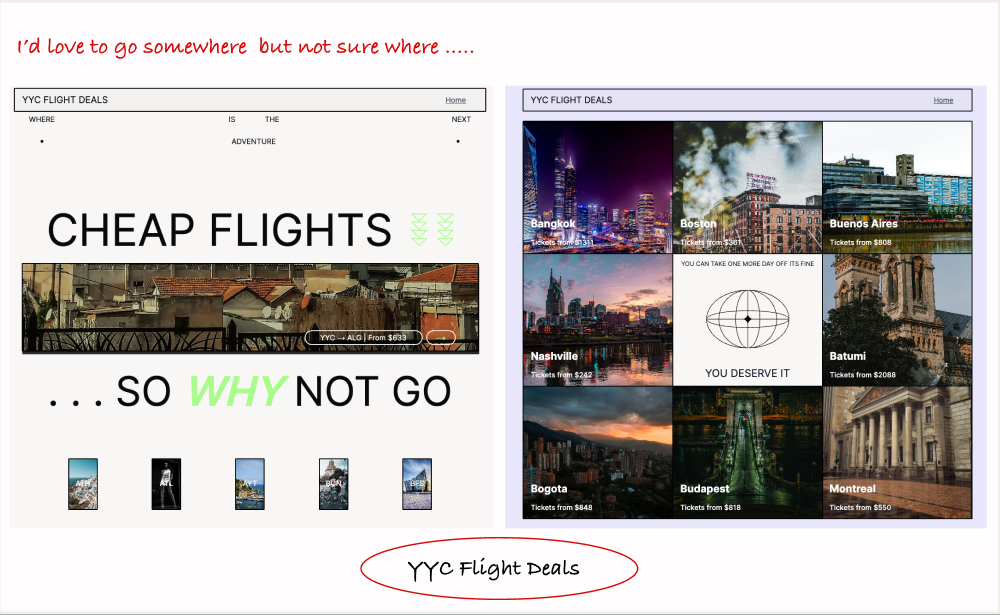 I'd love to go somewhere but not sure where .....
YYC FLIGHT DEALS
Home
WHERE IS THE NEXT
• ADVENTURE •
CHEAP FLIGHTS
YYC → ALG | From $633 →
. . . SO WHY NOT GO
ATH
ATL
AYT
BCN
BER
YYC FLIGHT DEALS
Home
Bangkok
Tickets from $1311
Boston
Tickets from $361
Buenos Aires
Tickets from $808
Nashville
Tickets from $242
YOU CAN TAKE ONE MORE DAY OFF ITS FINE
YOU DESERVE IT
Batumi
Tickets from $2088
Bogota
Tickets from $648
Budapest
Tickets from $818
Montreal
Tickets from $550
YYC Flight Deals